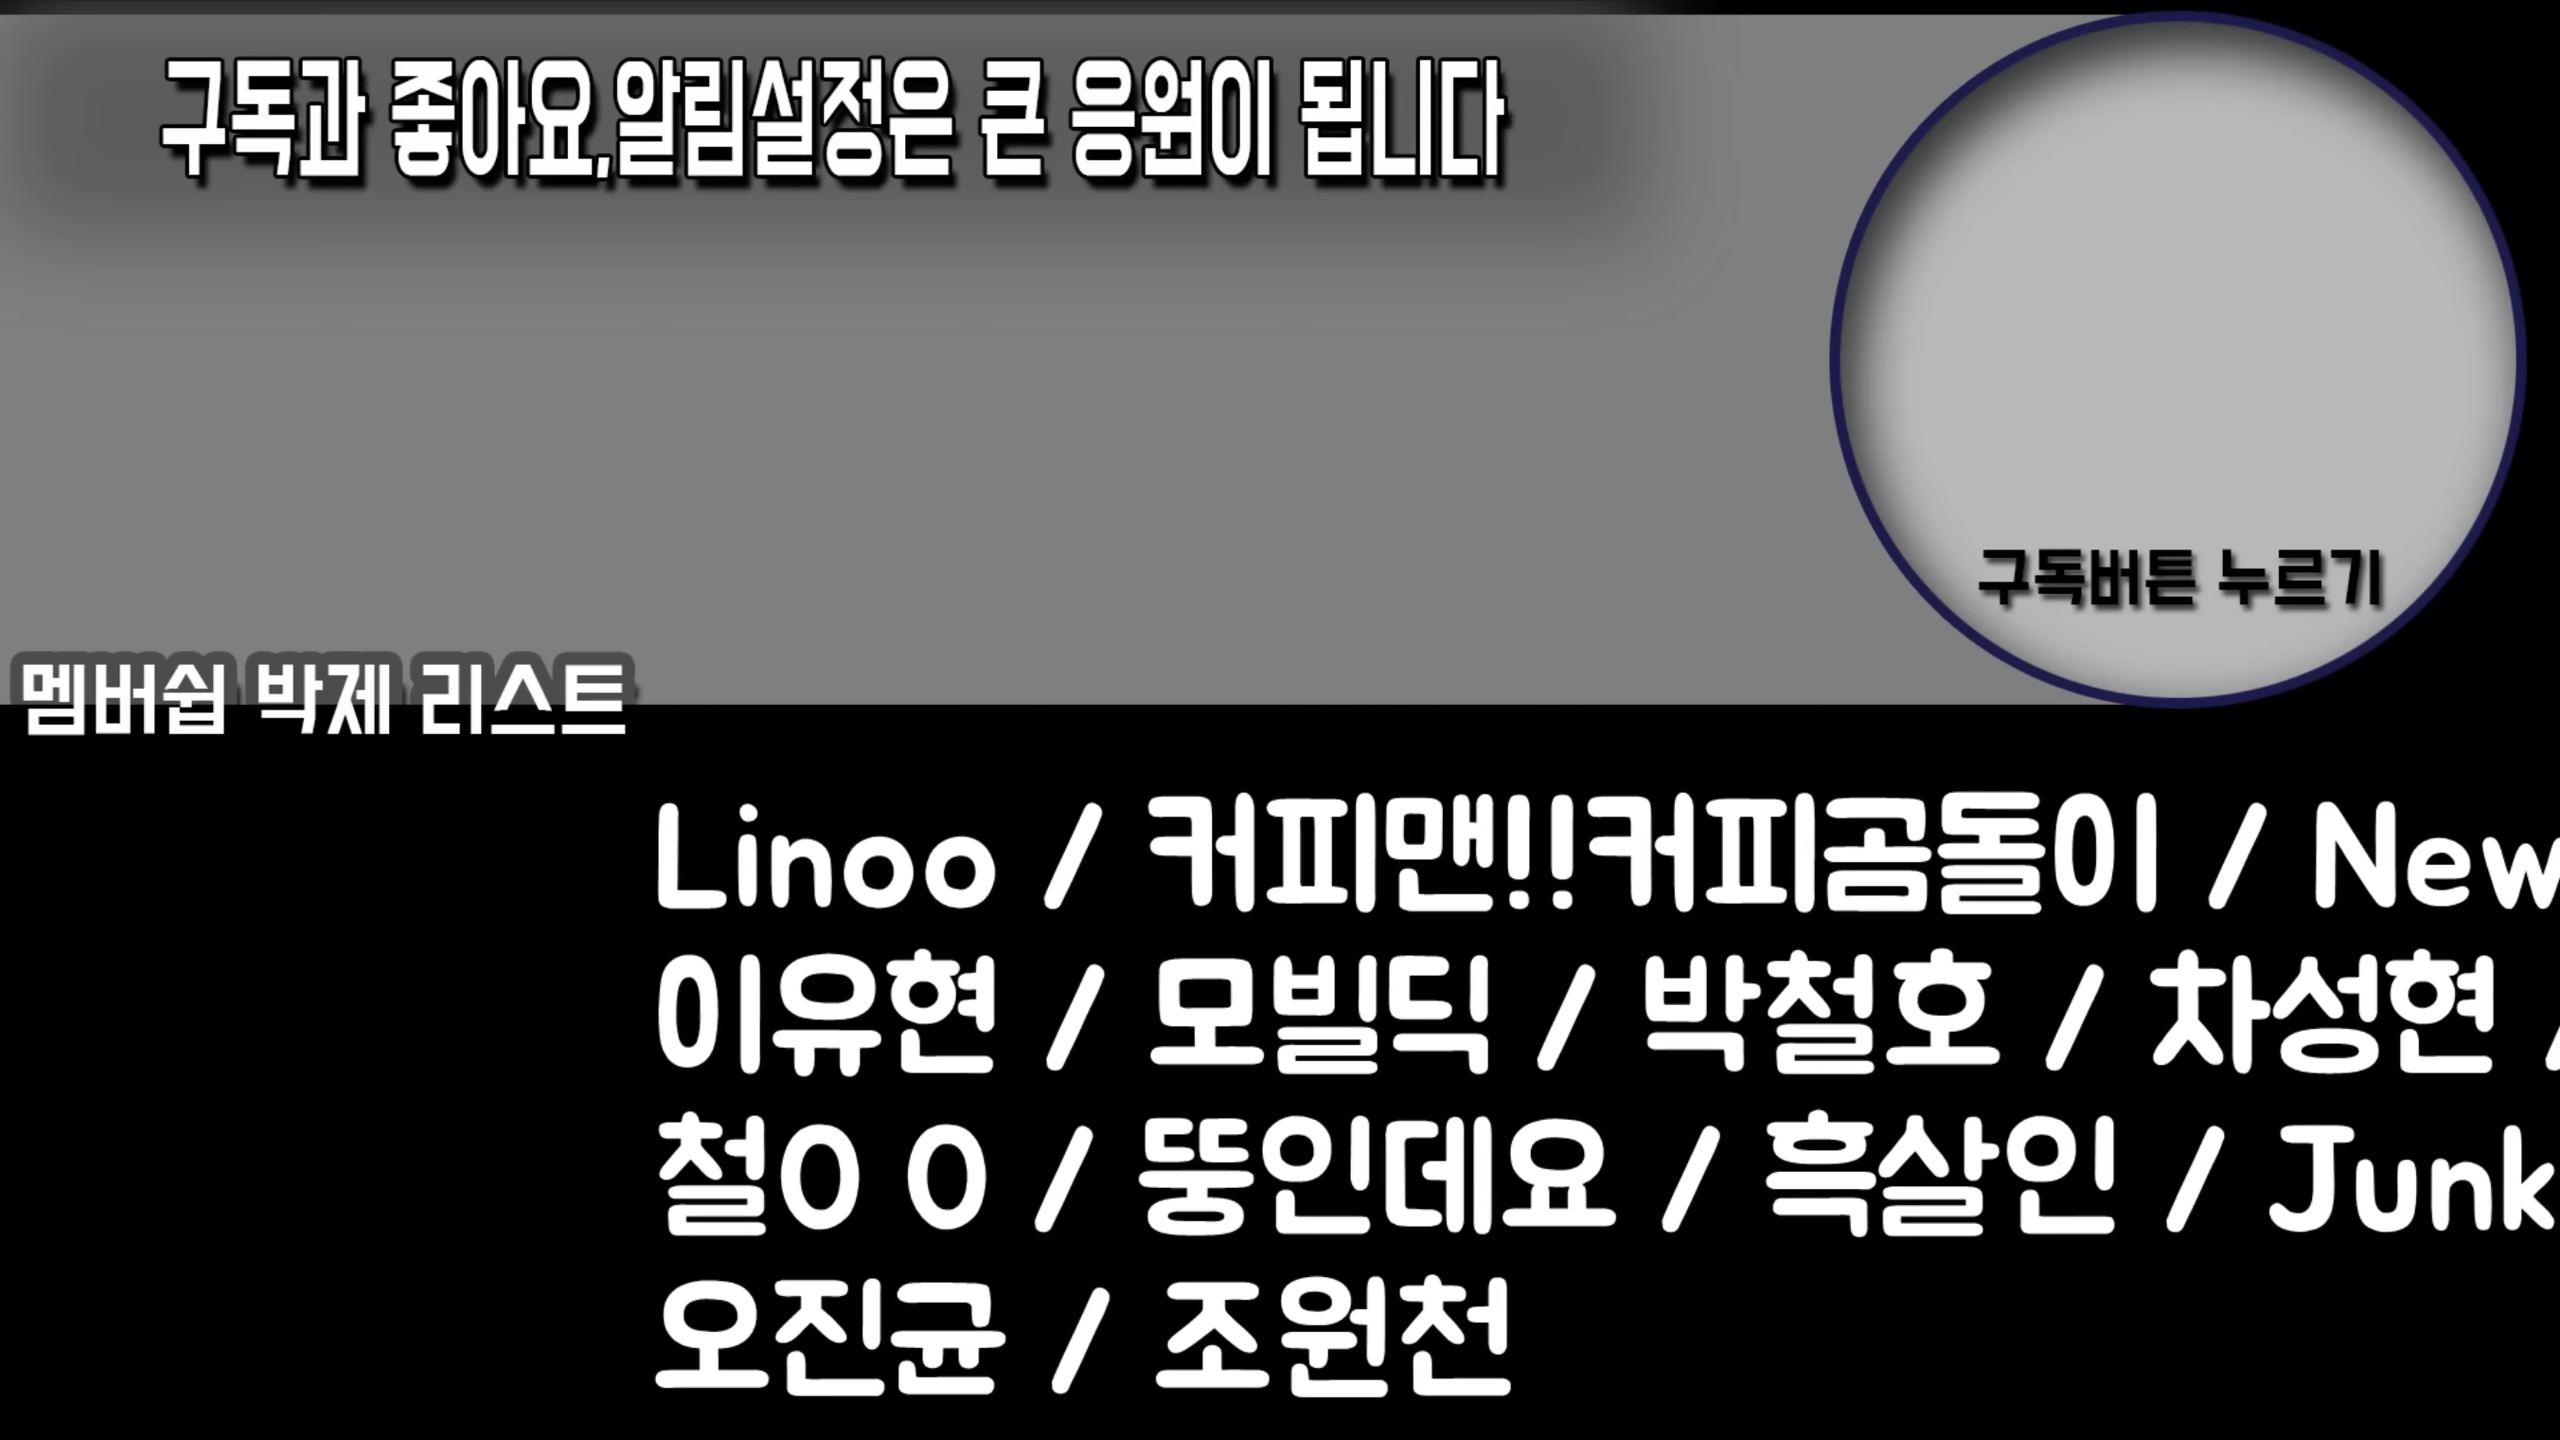 구독과 좋아요,알림설정은 큰 응원이 됩니다
구독버튼 누르기
멤버쉽 박제 리스트
Linoo / 커피맨!!커피곰돌이 / New
이유현 / 모빌딕 / 박철호 / 차성현 /
철O O / 뚱인데요 / 흑살인 / Junk
오진균 / 조원천